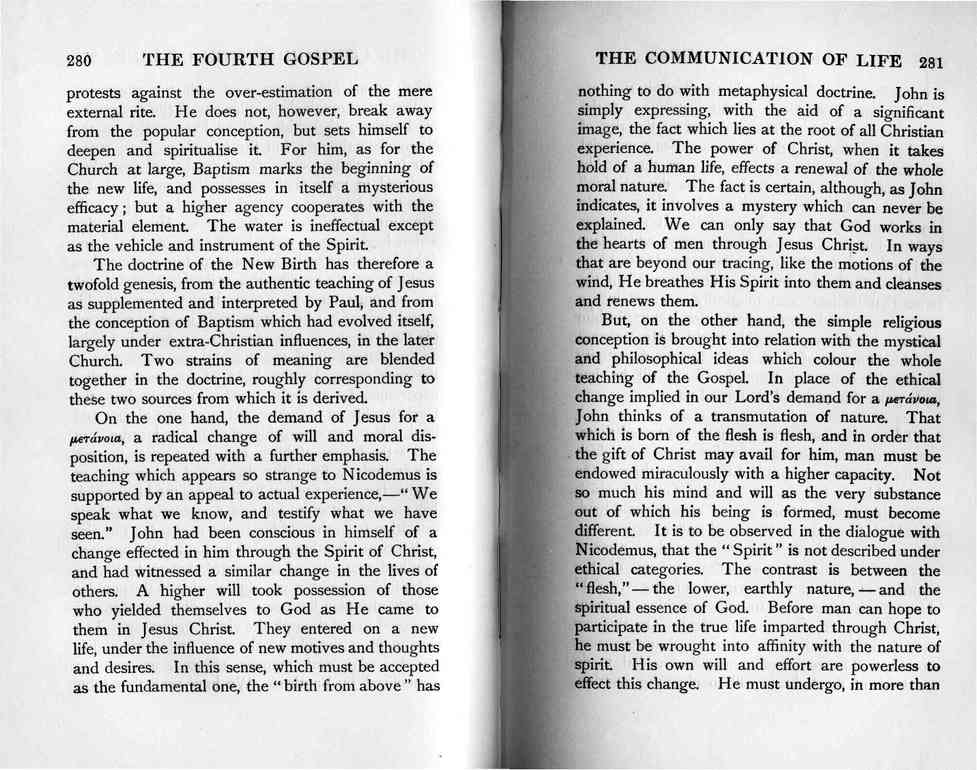 280 THE FOURTH GOSPEL
protests against the over-estimation of the mere
external rite. He does not, however, break away
from the popular conception, but sets himself to
deepen and spiritualise it. For him, as for the
Church at large, Baptism marks the beginning of
the new life, and possesses in itself a mysterious
efficacy; but a higher agency cooperates with the
material element. The water is ineffectual except
as the vehicle and instrument of the Spirit.
The doctrine of the New Birth has therefore a
twofold genesis, from the authentic teaching of Jesus
as supplemented and interpreted by Paul, and from
the conception of Baptism which had evolved itself,
largely under extra-Christian influences, in the later
Church. Two strains of meaning are blended
together in the doctrine, roughly corresponding to
these two sources from which it is derived.
On the one hand, the demand of Jesus for a
μετάνοια, a radical change of will and moral dis-
position, is repeated with a further emphasis. The
teaching which appears so strange to Nicodemus is
supported by an appeal to actual experience,—“ We
speak what we know, and testify what we have
seen.” John had been conscious in himself of a
change effected in him through the Spirit of Christ,
and had witnessed a similar change in the lives of
others. A higher will took possession of those
who yielded themselves to God as He came to
them in Jesus Christ. They entered on a new
life, under the influence of new motives and thoughts
and desires. In this sense, which must be accepted
as the fundamental one, the “ birth from above ” has
THE COMMUNICATION OF LIFE 281
nothing to do with metaphysical doctrine. John is
simply expressing, with the aid of a significant
image, the fact which lies at the root of all Christian
experience. The power of Christ, when it takes
hold of a human life, effects a renewal of the whole
moral nature. The fact is certain, although, as John
indicates, it involves a mystery which can never be
explained. We can only say that God works in
the hearts of men through Jesus Christ. In ways
that are beyond our tracing, like the motions of the
wind, He breathes His Spirit into them and cleanses
and renews them.
But, on the other hand, the simple religious
conception is brought into relation with the mystical
and philosophical ideas which colour the whole
teaching of the Gospel. In place of the ethical
change implied in our Lord's demand for a μετάνοια,
John thinks of a transmutation of nature. That
which is born of the flesh is flesh, and in order that
the gift of Christ may avail for him, man must be
endowed miraculously with a higher capacity. Not
so much his mind and will as the very substance
out of which his being is formed, must become
different. It is to be observed in the dialogue with
Nicodemus, that the “ Spirit ” is not described under
ethical categories. The contrast is between the
“flesh,”— the lower, earthly nature, — and the
spiritual essence of God. Before man can hope to
participate in the true life imparted through Christ,
he must be wrought into affinity with the nature of
spirit. His own will and effort are powerless to
effect this change. He must undergo, in more than